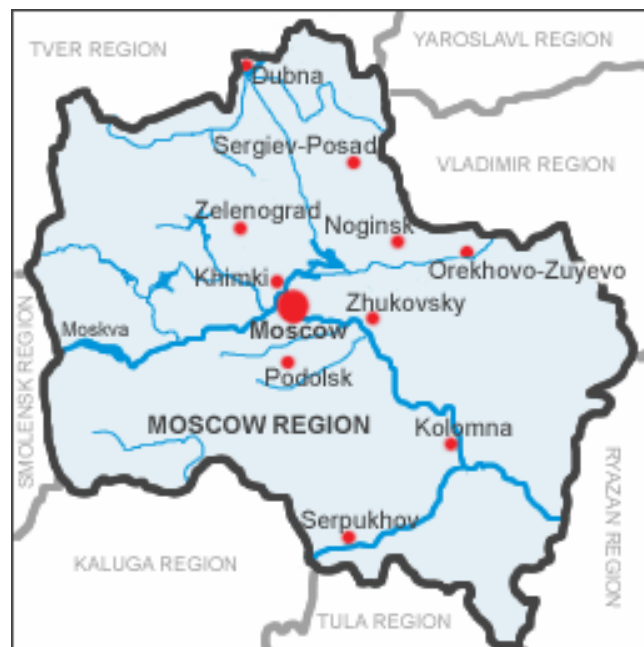 TVER REGION
YAROSLAVL REGION
Dubna
Sergiev-Posad
VLADIMIR REGION
Zelenograd
Noginsk
Orekhovo-Zuyevo
Khimki
Zhukovsky
Moskva
Moscow
Podolsk
SMOLENSK REGION
MOSCOW REGION
Kolomna
RYAZAN REGION
Serpukhov
KALUGA REGION
TULA REGION